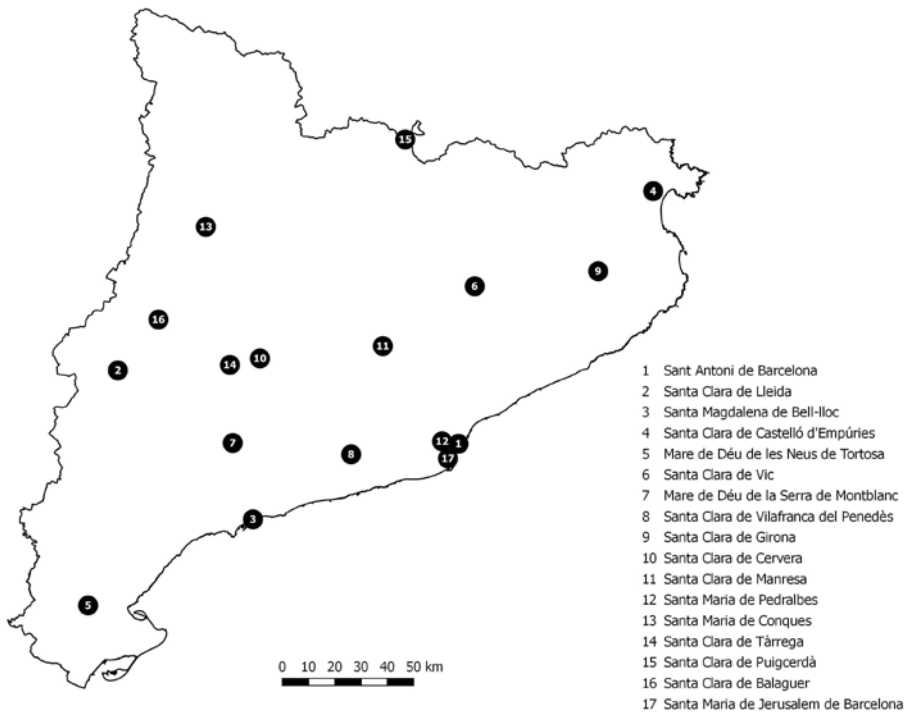 15
4
13
9
6
16
11
10
14
2
12
1
7
8
17
3
5
0 10 20 30 40 50 km
1 Sant Antoni de Barcelona
2 Santa Clara de Lleida
3 Santa Magdalena de Bell-lloc
4 Santa Clara de Castelló d'Empúries
5 Mare de Déu de les Neus de Tortosa
6 Santa Clara de Vic
7 Mare de Déu de la Serra de Montblanc
8 Santa Clara de Vilafranca del Penedès
9 Santa Clara de Girona
10 Santa Clara de Cervera
11 Santa Clara de Manresa
12 Santa Maria de Pedralbes
13 Santa Maria de Conques
14 Santa Clara de Tàrrega
15 Santa Clara de Puigcerdà
16 Santa Clara de Balaguer
17 Santa Maria de Jerusalem de Barcelona